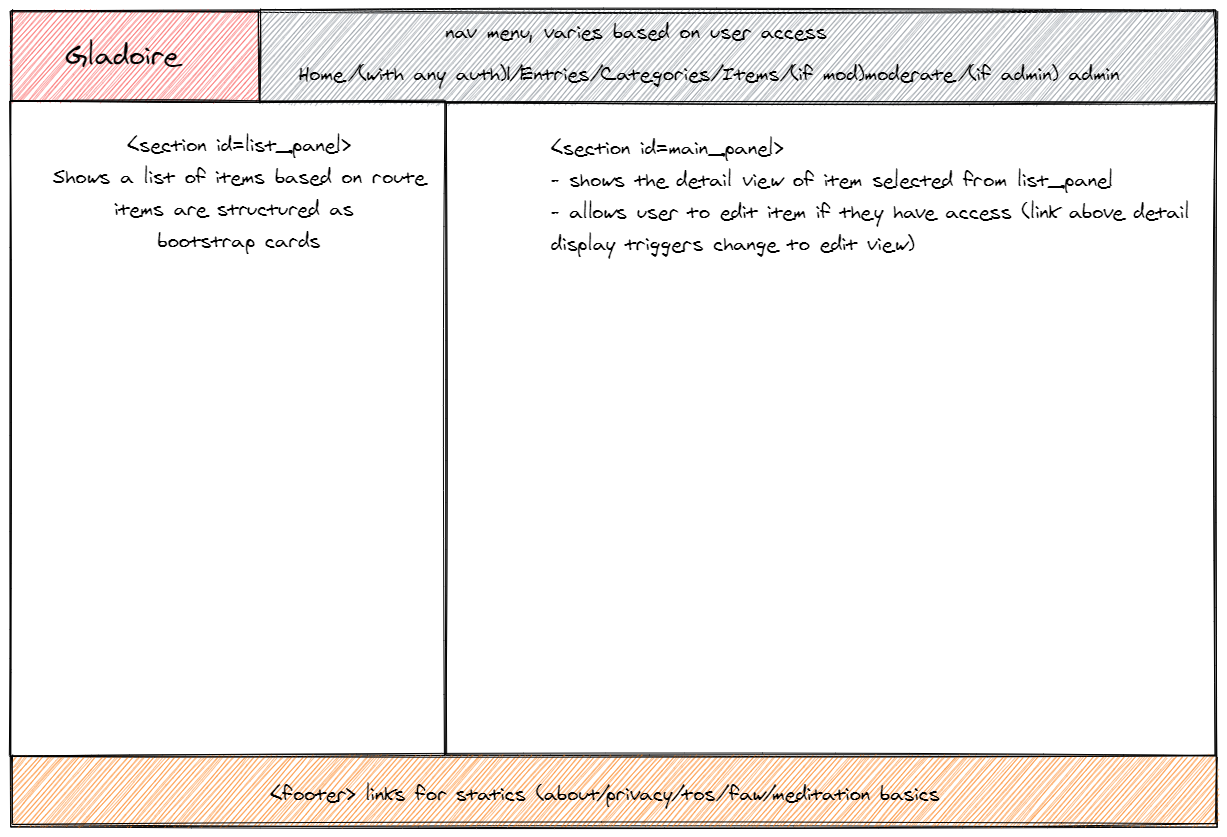 Gladoire
nav menu, varies based on user access
Home/(with any auth)|/Entries/Categories/Items/(if mod)moderate/(if admin) admin
<section id=list_panel>
Shows a list of items based on route
items are structured as
bootstrap cards
<section id=main_panel>
- shows the detail view of item selected from list_panel
- allows user to edit item if they have access (link above detail
display triggers change to edit view)
<footer> links for statics (about/privacy/tos/faw/meditation basics